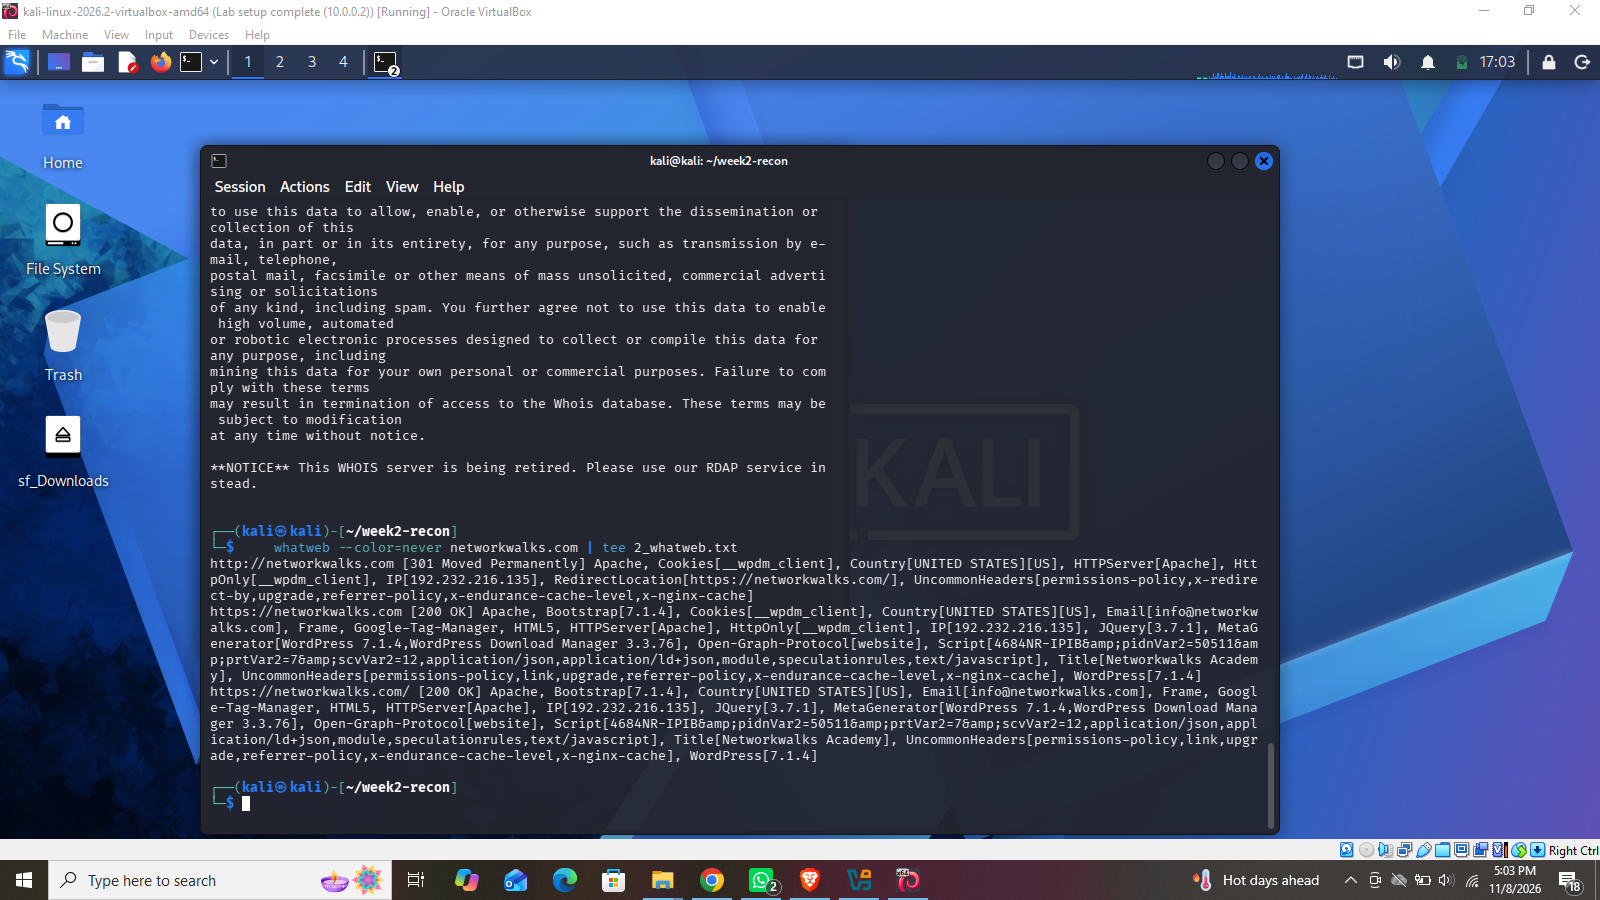 kali-linux-2026.2-virtualbox-amd64 (Lab setup complete (10.0.0.2)) [Running] - Oracle VirtualBox
File Machine View Input Devices Help
1 2 3 4 2 17:03
Home
File System
Trash
sf_Downloads
kali@kali: ~/week2-recon
Session Actions Edit View Help
to use this data to allow, enable, or otherwise support the dissemination or
collection of this
data, in part or in its entirety, for any purpose, such as transmission by e-
mail, telephone,
postal mail, facsimile or other means of mass unsolicited, commercial adverti
sing or solicitations
of any kind, including spam. You further agree not to use this data to enable
 high volume, automated
or robotic electronic processes designed to collect or compile this data for
any purpose, including
mining this data for your own personal or commercial purposes. Failure to com
ply with these terms
may result in termination of access to the Whois database. These terms may be
 subject to modification
at any time without notice.
**NOTICE** This WHOIS server is being retired. Please use our RDAP service in
stead.
┌──(kali㉿kali)-[~/week2-recon]
└─$     whatweb --color=never networkwalks.com | tee 2_whatweb.txt
http://networkwalks.com [301 Moved Permanently] Apache, Cookies[__wpdm_client], Country[UNITED STATES][US], HTTPServer[Apache], Htt
pOnly[__wpdm_client], IP[192.232.216.135], RedirectLocation[https://networkwalks.com/], UncommonHeaders[permissions-policy,x-redire
ct-by,upgrade,referrer-policy,x-endurance-cache-level,x-nginx-cache]
https://networkwalks.com [200 OK] Apache, Bootstrap[7.1.4], Cookies[__wpdm_client], Country[UNITED STATES][US], Email[info@networkw
alks.com], Frame, Google-Tag-Manager, HTML5, HTTPServer[Apache], HttpOnly[__wpdm_client], IP[192.232.216.135], JQuery[3.7.1], MetaG
enerator[WordPress 7.1.4,WordPress Download Manager 3.3.76], Open-Graph-Protocol[website], Script[4684NR-IPIB&amp;pidnVar2=50511&am
p;prtVar2=7&amp;scvVar2=12,application/json,application/ld+json,module,speculationrules,text/javascript], Title[Networkwalks Academ
y], UncommonHeaders[permissions-policy,link,upgrade,referrer-policy,x-endurance-cache-level,x-nginx-cache], WordPress[7.1.4]
https://networkwalks.com/ [200 OK] Apache, Bootstrap[7.1.4], Country[UNITED STATES][US], Email[info@networkwalks.com], Frame, Googl
e-Tag-Manager, HTML5, HTTPServer[Apache], IP[192.232.216.135], JQuery[3.7.1], MetaGenerator[WordPress 7.1.4,WordPress Download Mana
ger 3.3.76], Open-Graph-Protocol[website], Script[4684NR-IPIB&amp;pidnVar2=50511&amp;prtVar2=7&amp;scvVar2=12,application/json,appl
ication/ld+json,module,speculationrules,text/javascript], Title[Networkwalks Academy], UncommonHeaders[permissions-policy,link,upgr
ade,referrer-policy,x-endurance-cache-level,x-nginx-cache], WordPress[7.1.4]
┌──(kali㉿kali)-[~/week2-recon]
└─$
KALI
Right Ctrl
Type here to search
2
Hot days ahead
5:03 PM
11/8/2026
18